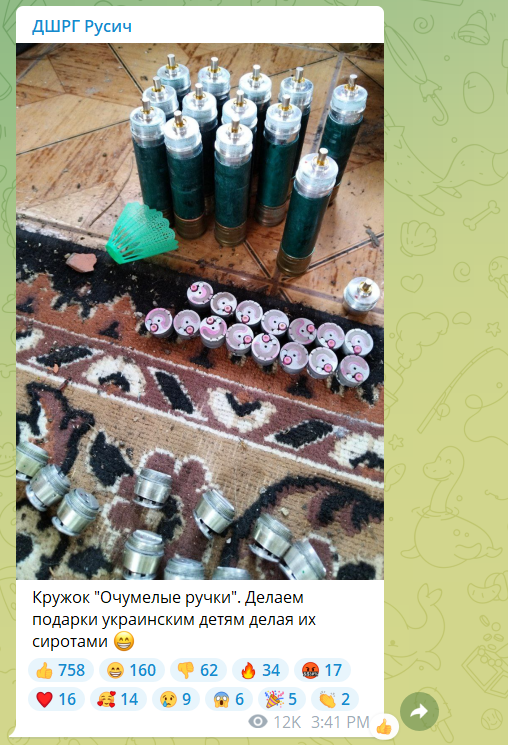 ДШРГ Русич
Кружок "Очумелые ручки". Делаем
подарки украинским детям делая их
сиротами 😁
👍 758 😁 160 👎 62 🔥 34 🤬 17
❤️ 16 🥰 14 😢 9 😱 6 🎉 5 👏 2
12K 3:41 PM